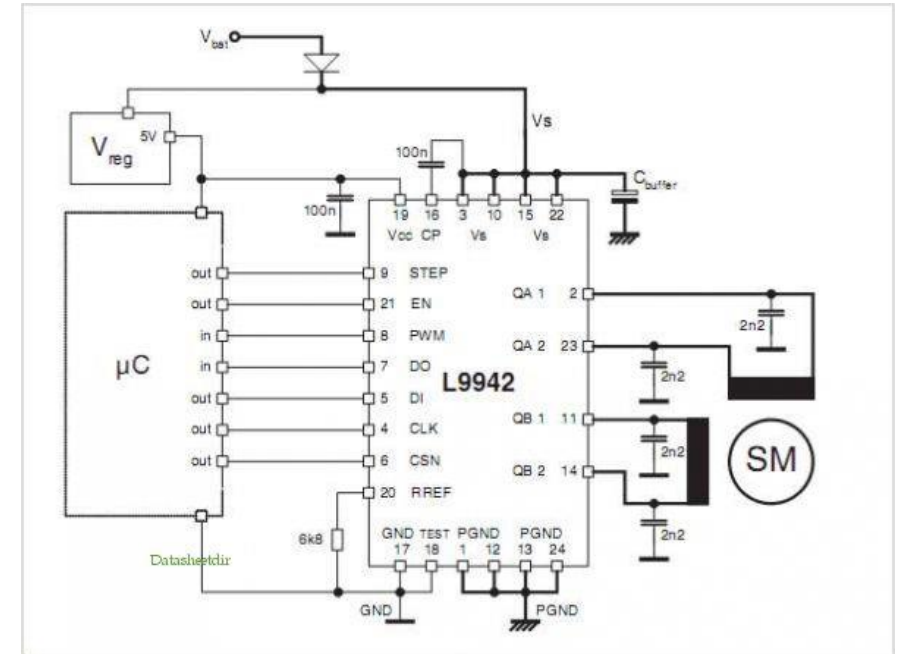 Vbat
Vs
Vreg
5V
100n
Cbuffer
100n
19 16 3 10 15 22
Vcc CP Vs Vs
out 9 STEP
out 21 EN
in 8 PWM
in 7 DO
out 5 DI
out 4 CLK
out 6 CSN
20 RREF
µC
L9942
QA 1 2
2n2
QA 2 23
2n2
QB 1 11
2n2
QB 2 14
2n2
SM
6k8
GND TEST PGND PGND
17 18 1 12 13 24
Datasheetdir
GND
PGND